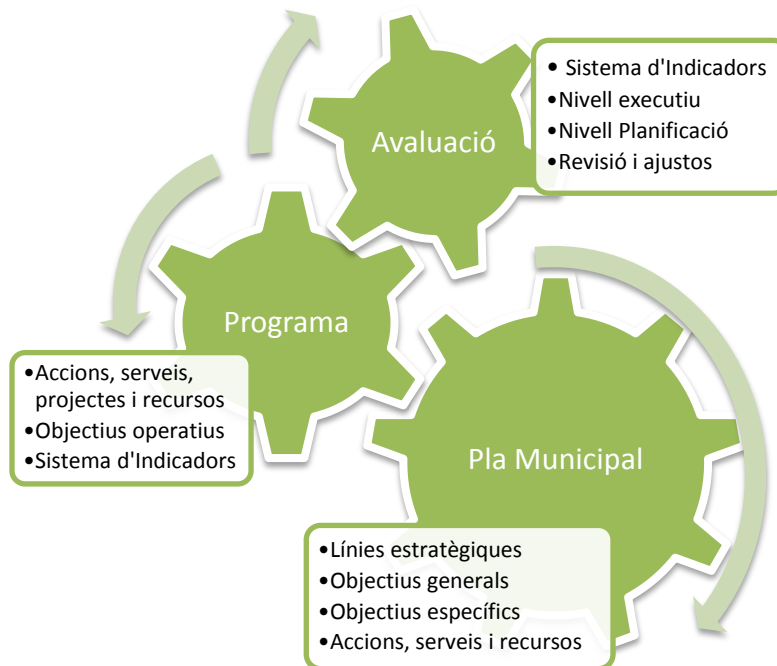 Avaluació
• Sistema d'Indicadors
•Nivell executiu
•Nivell Planificació
•Revisió i ajustos
Programa
•Accions, serveis,
projectes i recursos
•Objectius operatius
•Sistema d'Indicadors
Pla Municipal
•Línies estratègiques
•Objectius generals
•Objectius específics
•Accions, serveis i recursos